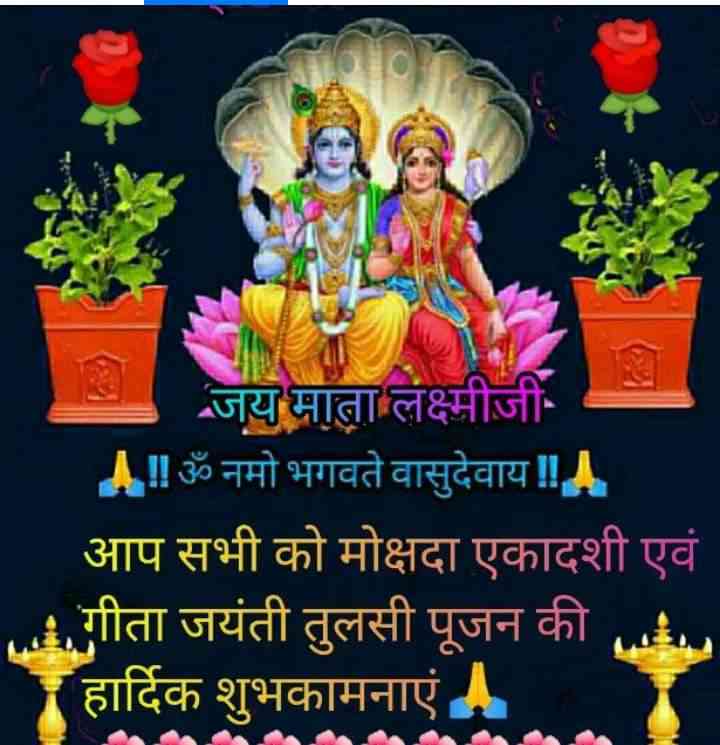 जय माता लक्ष्मीजी
🙏!! ॐ नमो भगवते वासुदेवाय !!🙏
आप सभी को मोक्षदा एकादशी एवं
गीता जयंती तुलसी पूजन की
हार्दिक शुभकामनाएं 🙏